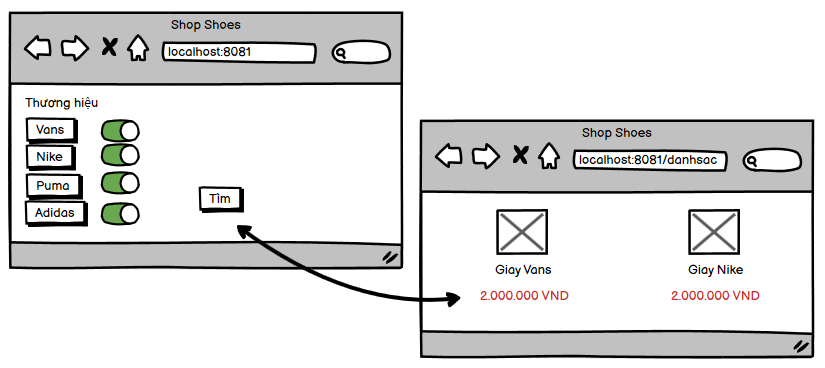 Shop Shoes
localhost:8081
Thương hiệu
Vans
Nike
Puma
Adidas
Tìm
Shop Shoes
localhost:8081/danhsac
Giay Vans
Giay Nike
2.000.000 VND
2.000.000 VND